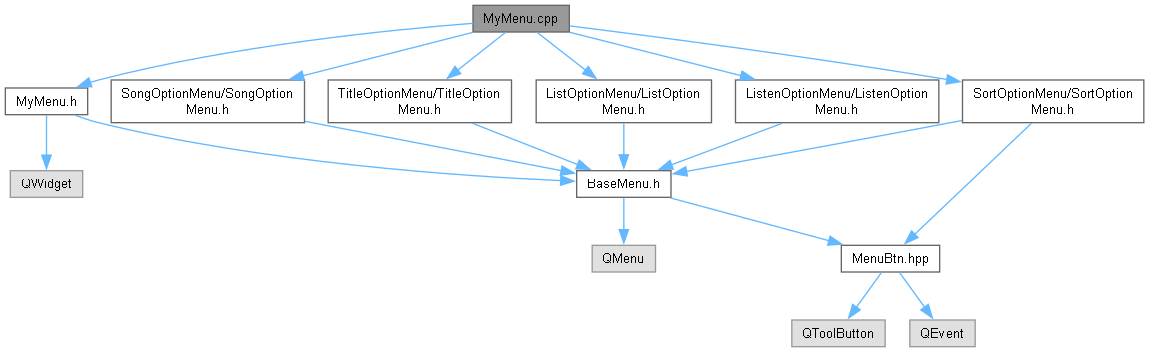 MyMenu.cpp
MyMenu.h
SongOptionMenu/SongOption
Menu.h
TitleOptionMenu/TitleOption
Menu.h
ListOptionMenu/ListOption
Menu.h
ListenOptionMenu/ListenOption
Menu.h
SortOptionMenu/SortOption
Menu.h
QWidget
BaseMenu.h
QMenu
MenuBtn.hpp
QToolButton
QEvent